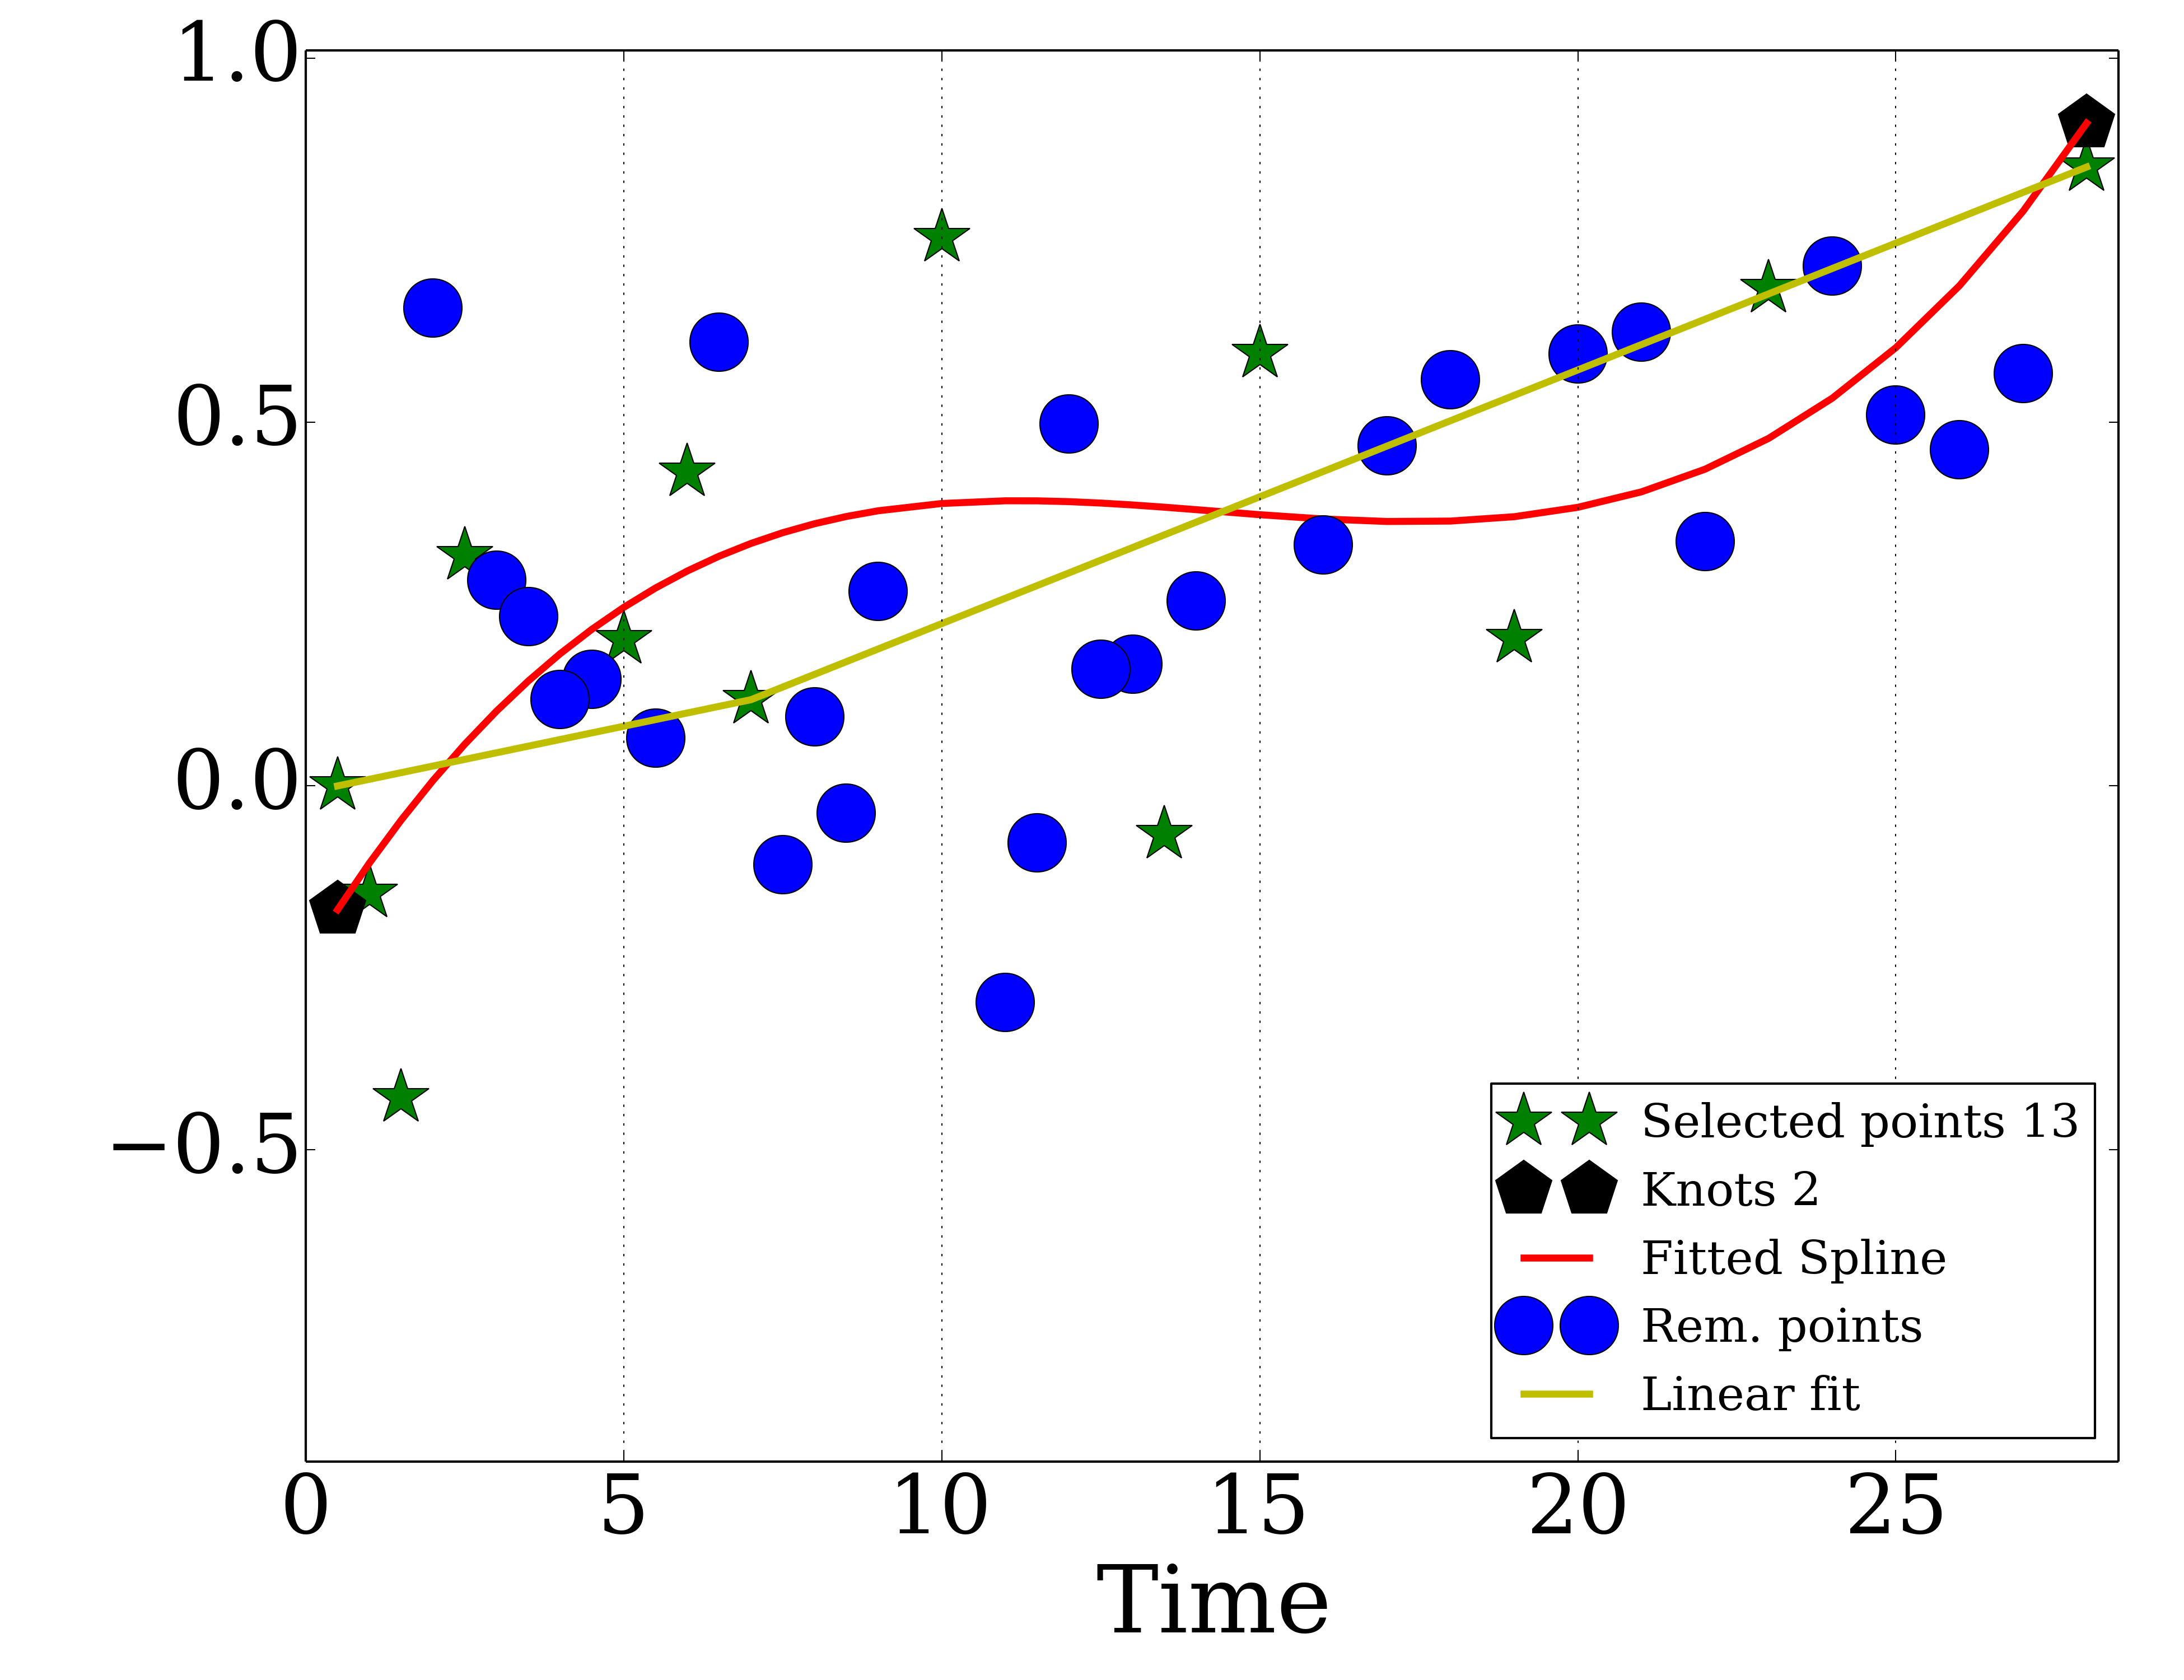 1.0
0.5
0.0
−0.5
0 5 10 15 20 25
Time
Selected points 13
Knots 2
Fitted Spline
Rem. points
Linear fit